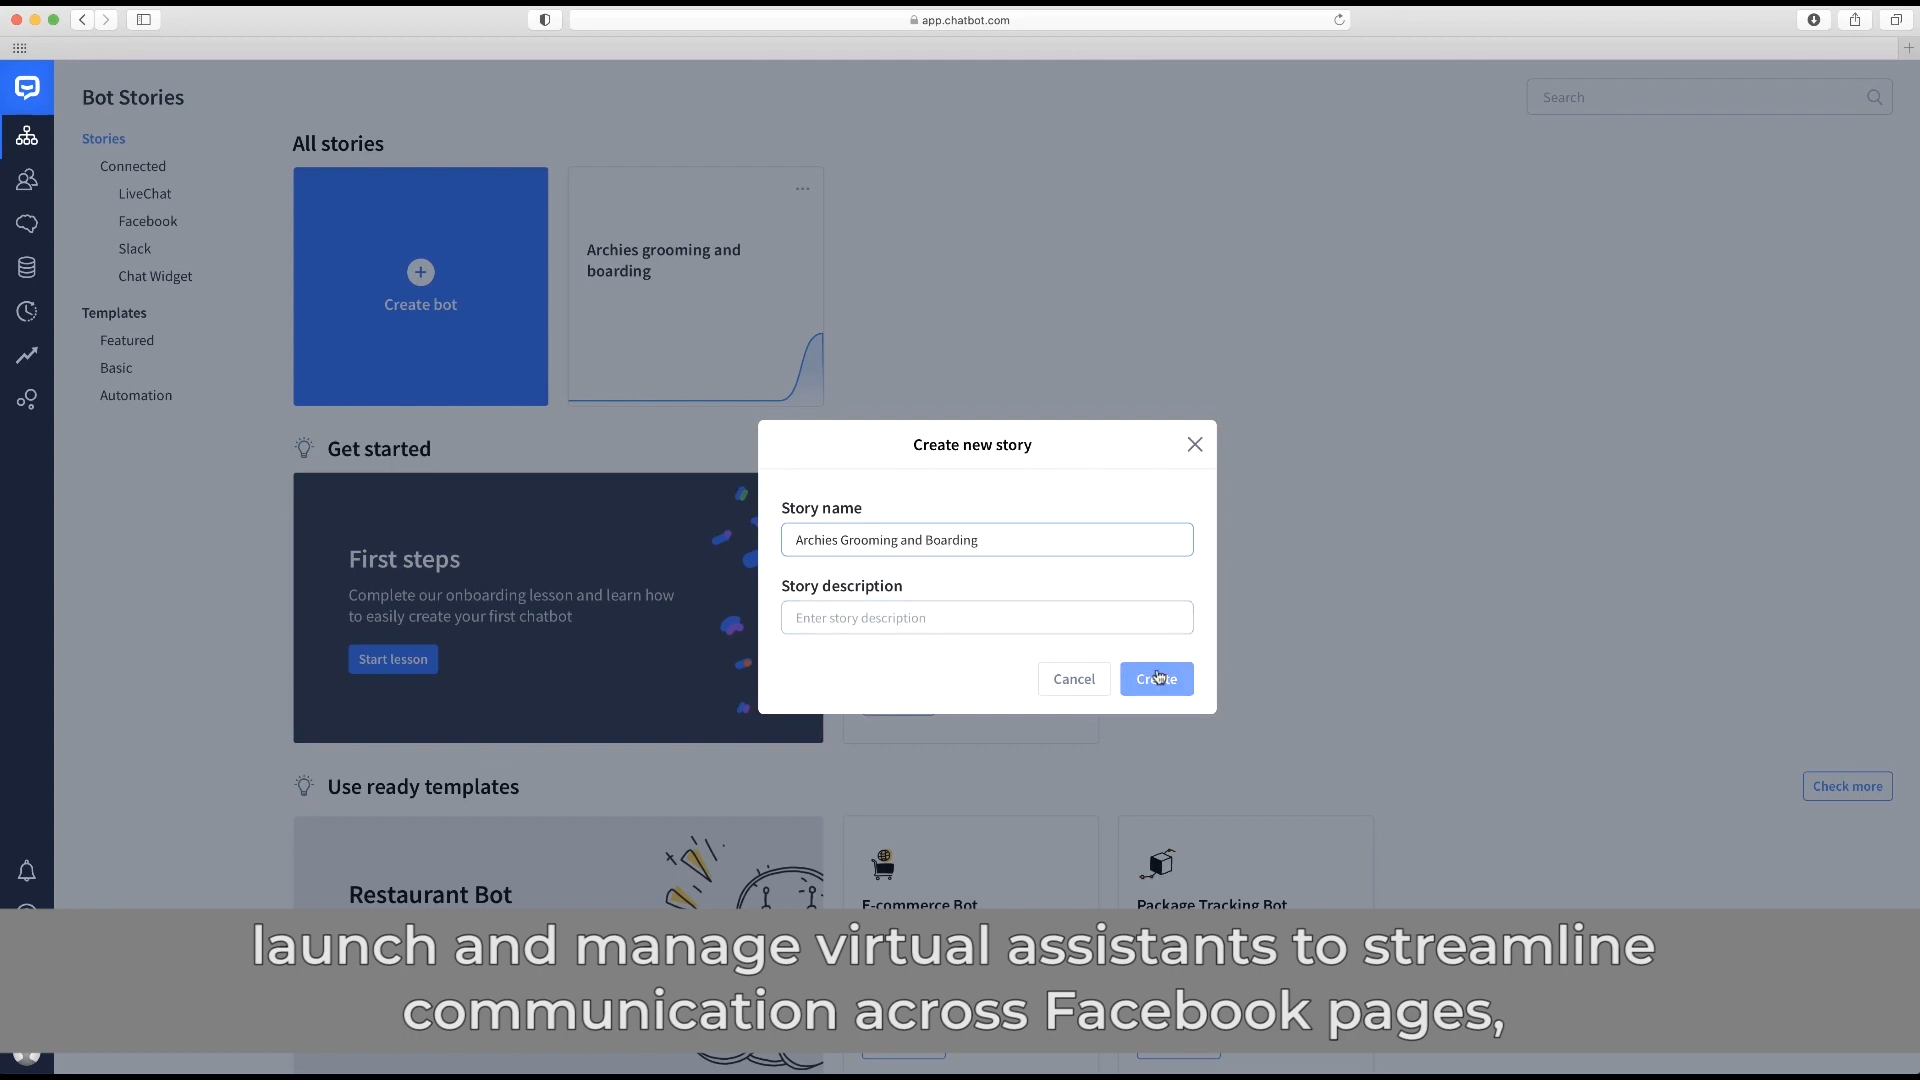 app.chatbot.com
Bot Stories
Search
Stories
Connected
LiveChat
Facebook
Slack
Chat Widget
Templates
Featured
Basic
Automation
All stories
Create bot
Archies grooming and
boarding
Get started
First steps
Complete our onboarding lesson and learn how
to easily create your first chatbot
Start lesson
Create new story
Story name
Archies Grooming and Boarding
Story description
Enter story description
Cancel
Create
Use ready templates
Check more
Restaurant Bot
E-commerce Bot
Package Tracking Bot
launch and manage virtual assistants to streamline
communication across Facebook pages,